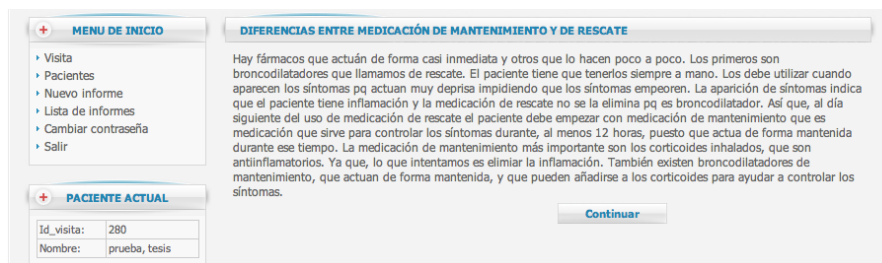 MENU DE INICIO
Visita
Pacientes
Nuevo informe
Lista de informes
Cambiar contraseña
Salir
PACIENTE ACTUAL
Id_visita: 280
Nombre: prueba, tesis
DIFERENCIAS ENTRE MEDICACIÓN DE MANTENIMIENTO Y DE RESCATE
Hay fármacos que actuán de forma casi inmediata y otros que lo hacen poco a poco. Los primeros son
broncodilatadores que llamamos de rescate. El paciente tiene que tenerlos siempre a mano. Los debe utilizar cuando
aparecen los síntomas pq actuan muy deprisa impidiendo que los síntomas empeoren. La aparición de síntomas indica
que el paciente tiene inflamación y la medicación de rescate no se la elimina pq es broncodilatador. Así que, al día
siguiente del uso de medicación de rescate el paciente debe empezar con medicación de mantenimiento que es
medicación que sirve para controlar los síntomas durante, al menos 12 horas, puesto que actua de forma mantenida
durante ese tiempo. La medicación de mantenimiento más importante son los corticoides inhalados, que son
antiinflamatorios. Ya que, lo que intentamos es elimiar la inflamación. También existen broncodilatadores de
mantenimiento, que actuan de forma mantenida, y que pueden añadirse a los corticoides para ayudar a controlar los
síntomas.
Continuar